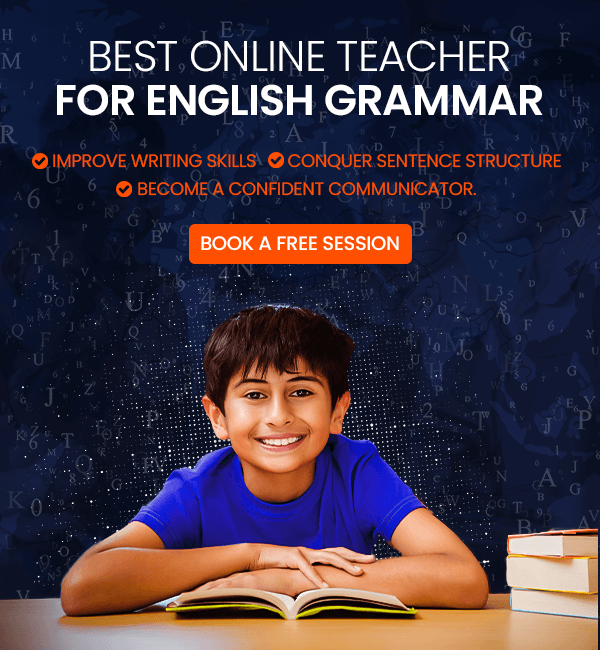 BEST ONLINE TEACHER
FOR ENGLISH GRAMMAR
IMPROVE WRITING SKILLS CONQUER SENTENCE STRUCTURE
BECOME A CONFIDENT COMMUNICATOR.
BOOK A FREE SESSION